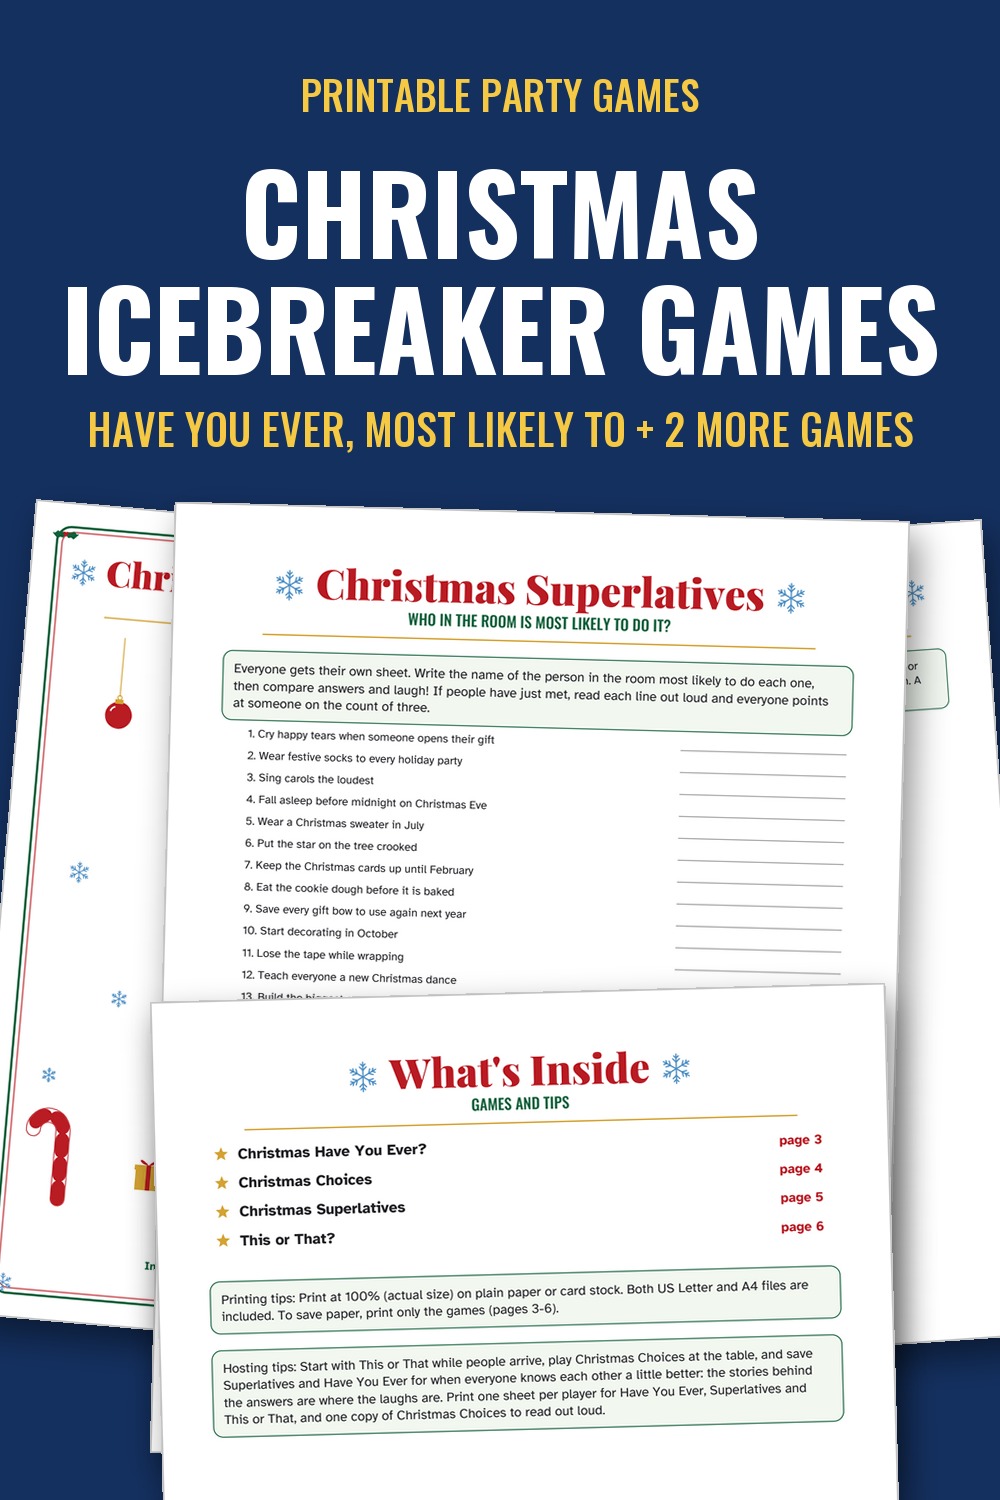 PRINTABLE PARTY GAMES
CHRISTMAS
ICEBREAKER GAMES
HAVE YOU EVER, MOST LIKELY TO + 2 MORE GAMES
Christmas Superlatives
WHO IN THE ROOM IS MOST LIKELY TO DO IT?
Everyone gets their own sheet. Write the name of the person in the room most likely to do each one,
then compare answers and laugh! If people have just met, read each line out loud and everyone points
at someone on the count of three.
1. Cry happy tears when someone opens their gift
2. Wear festive socks to every holiday party
3. Sing carols the loudest
4. Fall asleep before midnight on Christmas Eve
5. Wear a Christmas sweater in July
6. Put the star on the tree crooked
7. Keep the Christmas cards up until February
8. Eat the cookie dough before it is baked
9. Save every gift bow to use again next year
10. Start decorating in October
11. Lose the tape while wrapping
12. Teach everyone a new Christmas dance
13. Build the
or
A
What's Inside
GAMES AND TIPS
Christmas Have You Ever? page 3
Christmas Choices page 4
Christmas Superlatives page 5
This or That? page 6
Printing tips: Print at 100% (actual size) on plain paper or card stock. Both US Letter and A4 files are
included. To save paper, print only the games (pages 3-6).
Hosting tips: Start with This or That while people arrive, play Christmas Choices at the table, and save
Superlatives and Have You Ever for when everyone knows each other a little better: the stories behind
the answers are where the laughs are. Print one sheet per player for Have You Ever, Superlatives and
This or That, and one copy of Christmas Choices to read out loud.